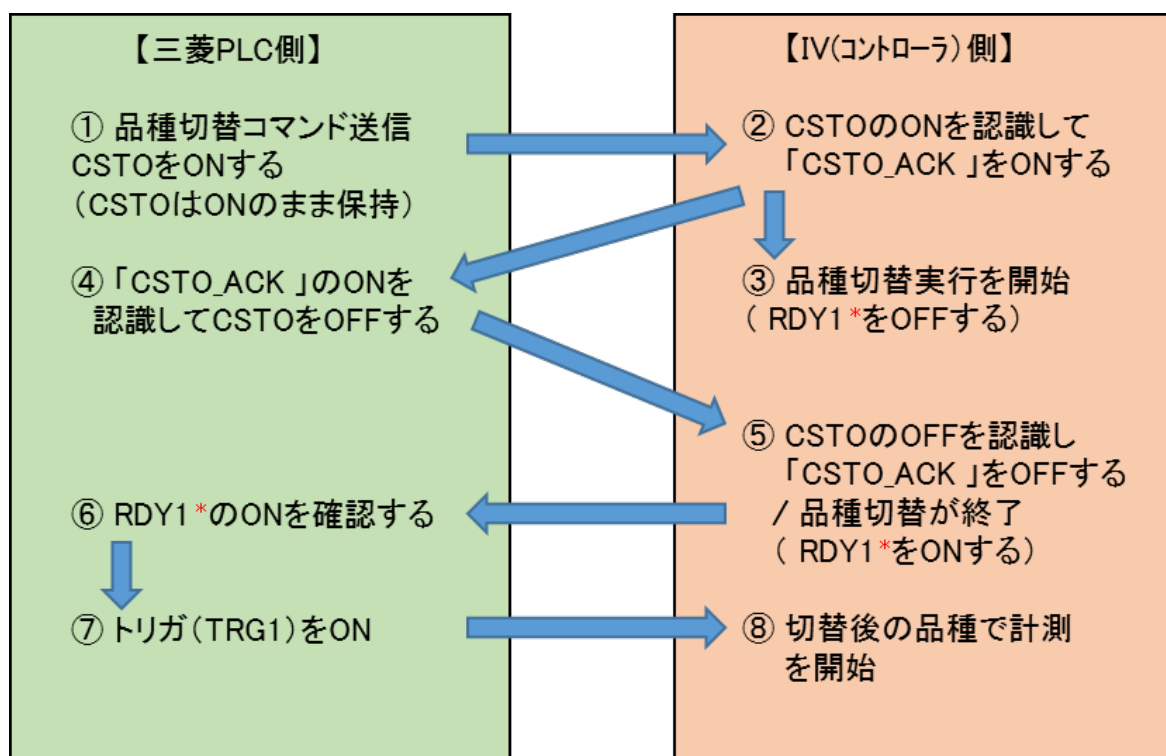 【三菱PLC側】
① 品種切替コマンド送信
CSTOをONする
（CSTOはONのまま保持）
④ 「CSTO_ACK 」のONを
認識してCSTOをOFFする
⑥ RDY1*のONを確認する
⑦ トリガ（TRG1）をON
【IV(コントローラ）側】
② CSTOのONを認識して
「CSTO_ACK 」をONする
③ 品種切替実行を開始
（ RDY1*をOFFする）
⑤ CSTOのOFFを認識し
「CSTO_ACK 」をOFFする
/ 品種切替が終了
（ RDY1*をONする）
⑧ 切替後の品種で計測
を開始